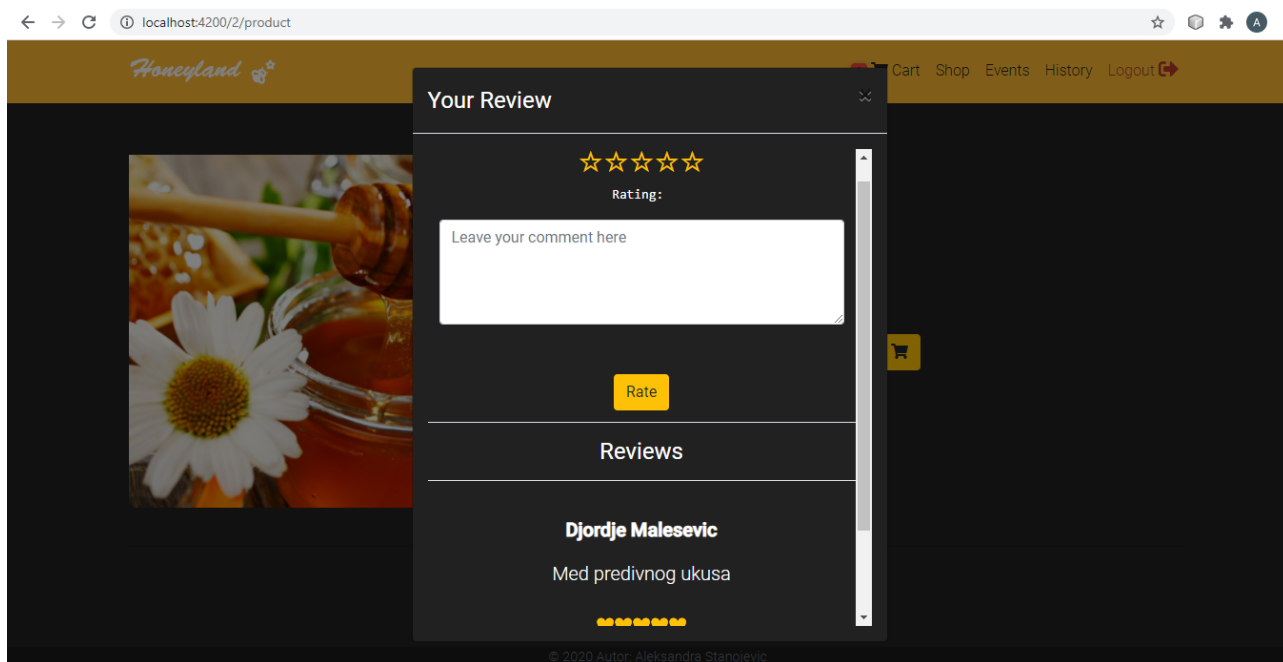 localhost:4200/2/product
A
Honeyland
Cart Shop Events History Logout
Your Review
×
Rating:
Leave your comment here
Rate
Reviews
Djordje Malesevic
Med predivnog ukusa
© 2020 Autor: Aleksandra Stanojevic